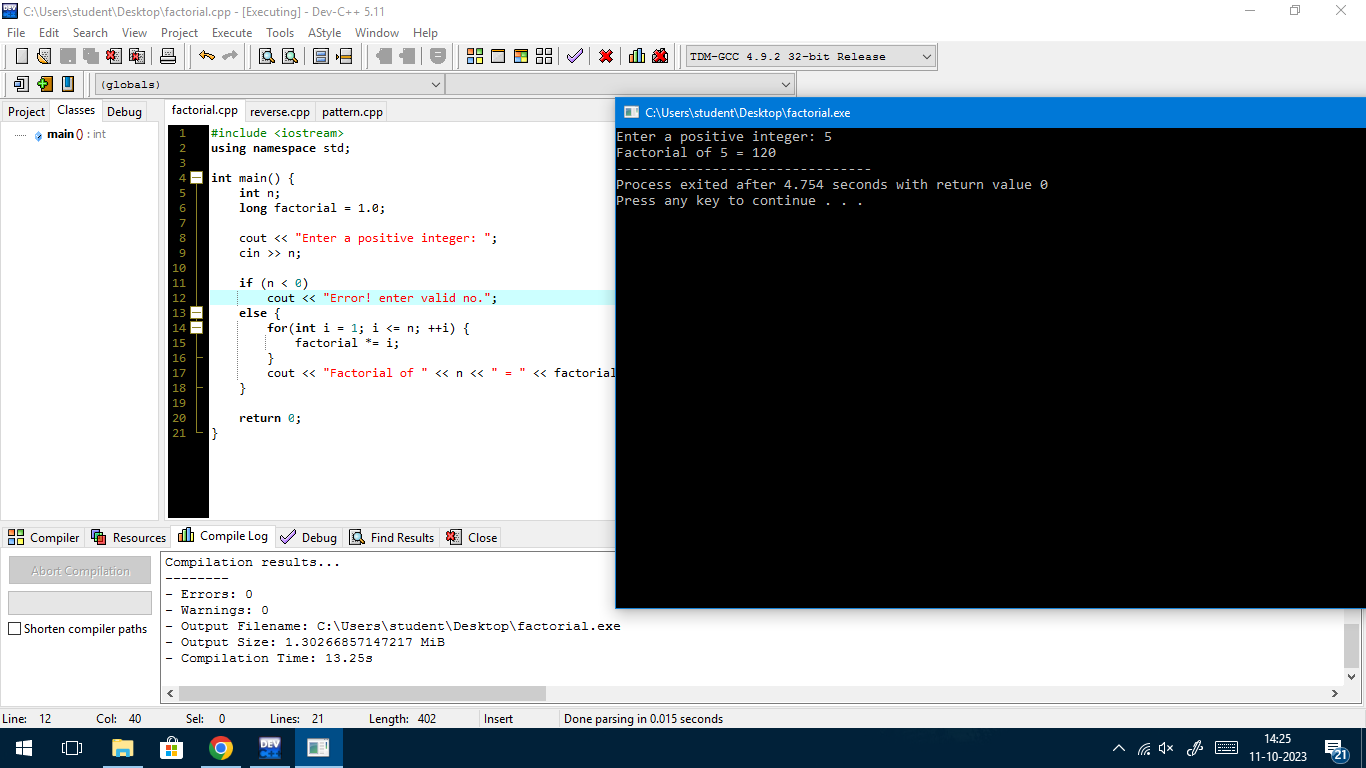 C:\Users\student\Desktop\factorial.cpp - [Executing] - Dev-C++ 5.11
File Edit Search View Project Execute Tools AStyle Window Help
TDM-GCC 4.9.2 32-bit Release
(globals)
Project Classes Debug
main () : int
factorial.cpp reverse.cpp pattern.cpp
1 #include <iostream>
2 using namespace std;
3
4 int main() {
5 int n;
6 long factorial = 1.0;
7
8 cout << "Enter a positive integer: ";
9 cin >> n;
10
11 if (n < 0)
12 cout << "Error! enter valid no.";
13 else {
14 for(int i = 1; i <= n; ++i) {
15 factorial *= i;
16 }
17 cout << "Factorial of " << n << " = " << factorial
18 }
19
20 return 0;
21 }
C:\Users\student\Desktop\factorial.exe
Enter a positive integer: 5
Factorial of 5 = 120
--------------------------------
Process exited after 4.754 seconds with return value 0
Press any key to continue . . .
Compiler Resources Compile Log Debug Find Results Close
Abort Compilation
Shorten compiler paths
Compilation results...
--------
- Errors: 0
- Warnings: 0
- Output Filename: C:\Users\student\Desktop\factorial.exe
- Output Size: 1.30266857147217 MiB
- Compilation Time: 13.25s
Line: 12 Col: 40 Sel: 0 Lines: 21 Length: 402 Insert Done parsing in 0.015 seconds
DEV
14:25
11-10-2023
21